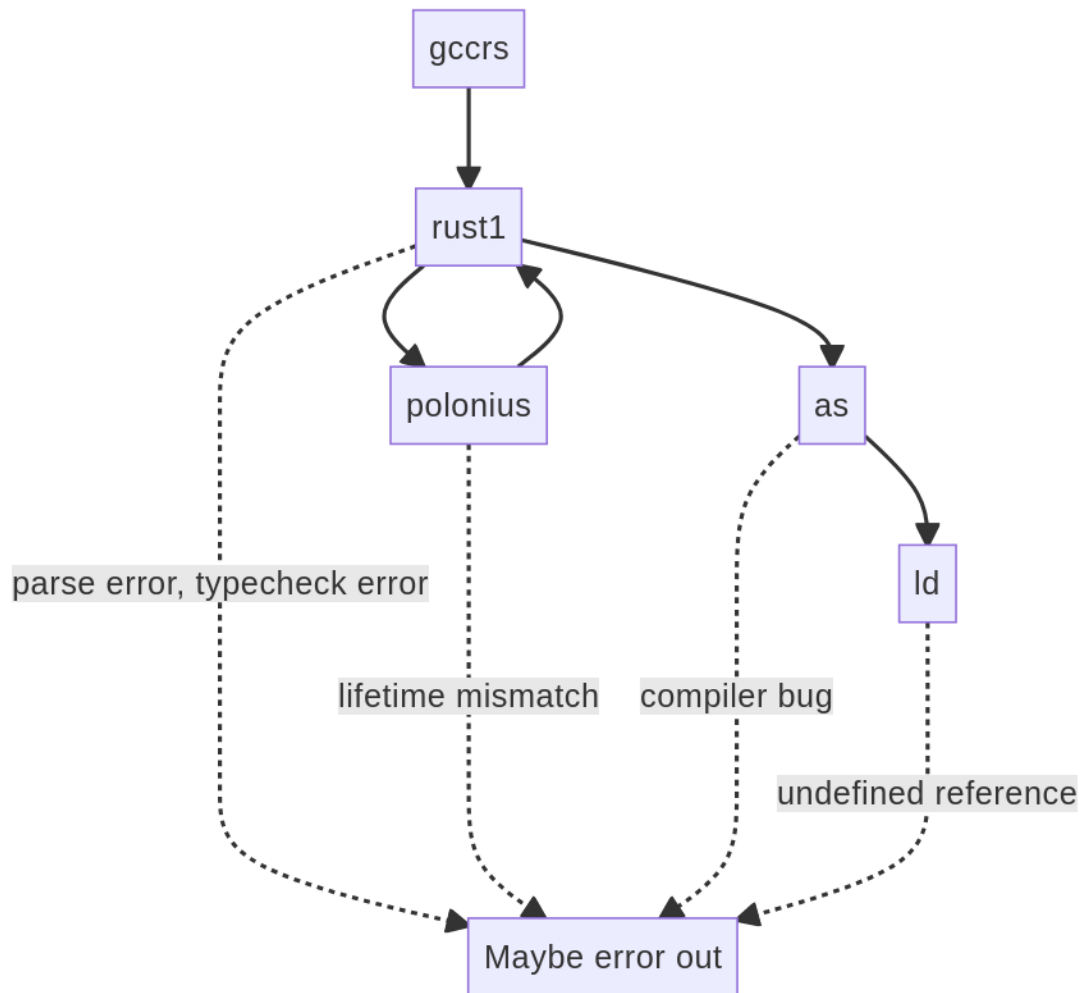 gccrs
rust1
polonius
as
ld
parse error, typecheck error
lifetime mismatch
compiler bug
undefined reference
Maybe error out